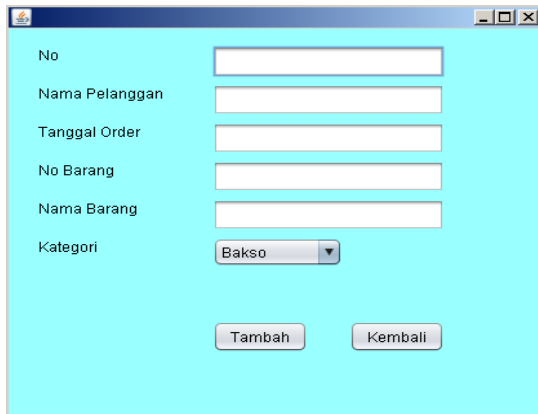 No
Nama Pelanggan
Tanggal Order
No Barang
Nama Barang
Kategori Bakso
Tambah Kembali